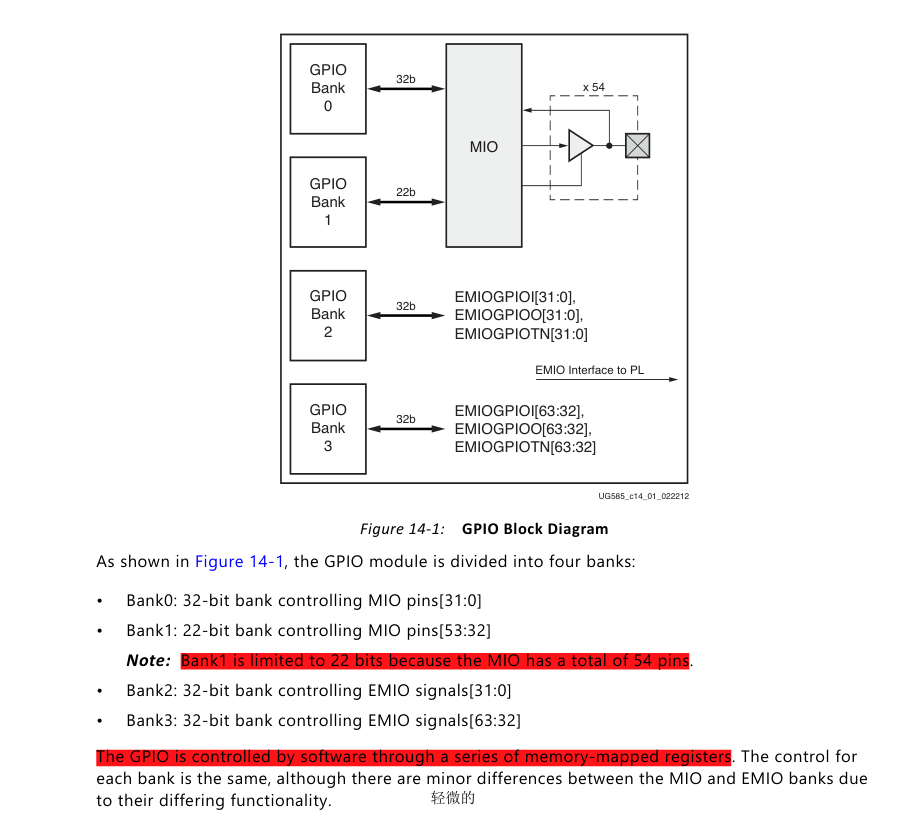 GPIO
Bank
0
32b
MIO
x 54
GPIO
Bank
1
22b
GPIO
Bank
2
32b
EMIOGPIOI[31:0],
EMIOGPIOO[31:0],
EMIOGPIOTN[31:0]
EMIO Interface to PL
GPIO
Bank
3
32b
EMIOGPIOI[63:32],
EMIOGPIOO[63:32],
EMIOGPIOTN[63:32]
UG585_c14_01_022212
Figure 14-1: GPIO Block Diagram
As shown in Figure 14-1, the GPIO module is divided into four banks:
• Bank0: 32-bit bank controlling MIO pins[31:0]
• Bank1: 22-bit bank controlling MIO pins[53:32]
Note: Bank1 is limited to 22 bits because the MIO has a total of 54 pins.
• Bank2: 32-bit bank controlling EMIO signals[31:0]
• Bank3: 32-bit bank controlling EMIO signals[63:32]
The GPIO is controlled by software through a series of memory-mapped registers. The control for
each bank is the same, although there are minor differences between the MIO and EMIO banks due
to their differing functionality. 轻微的